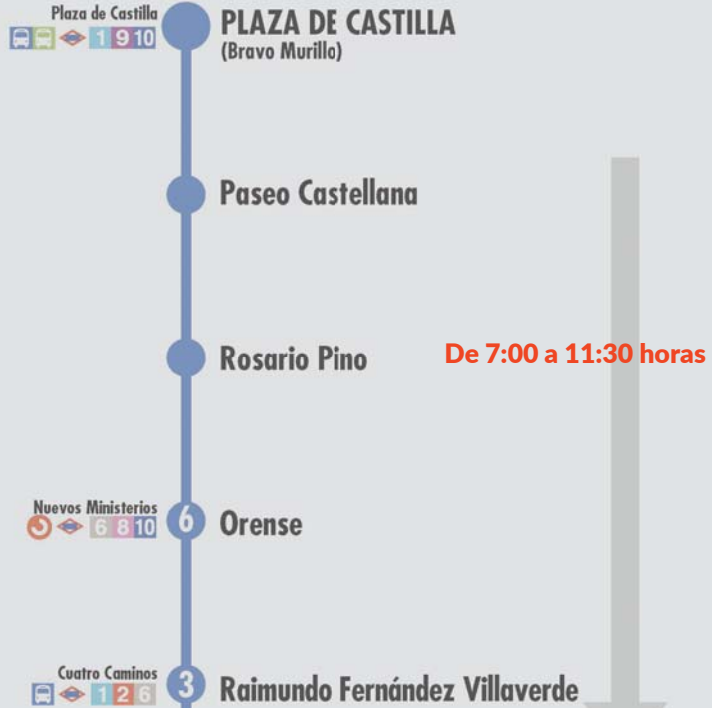 Plaza de Castilla
1 9 10
PLAZA DE CASTILLA
(Bravo Murillo)
Paseo Castellana
Rosario Pino
De 7:00 a 11:30 horas
Nuevos Ministerios
6 8 10
6
Orense
Cuatro Caminos
1 2 6
3
Raimundo Fernández Villaverde